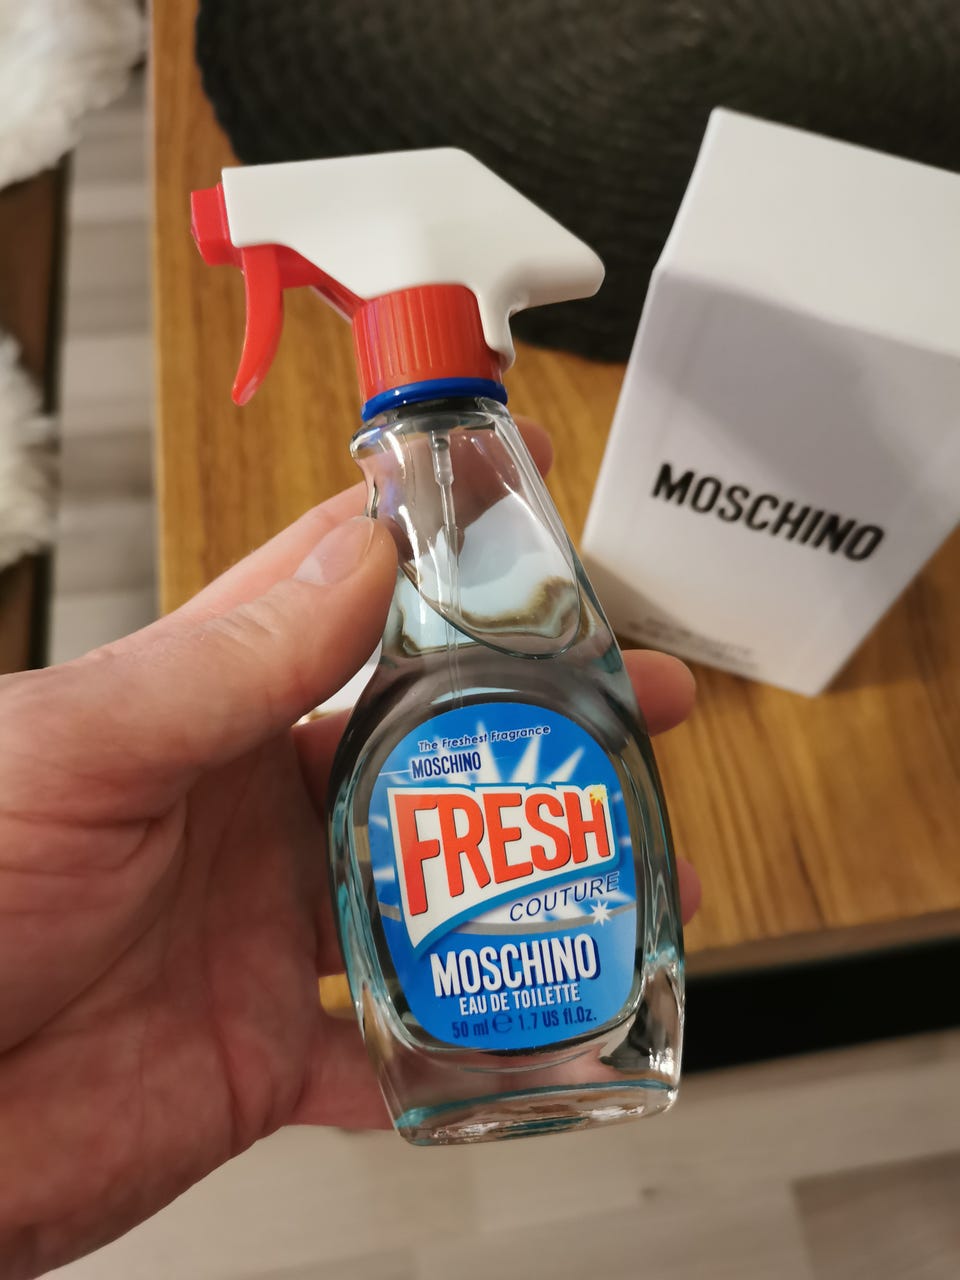 The Freshest Fragrance
MOSCHINO
FRESH
COUTURE
MOSCHINO
EAU DE TOILETTE
50 ml ℮ 1.7 US fl.Oz.
MOSCHINO